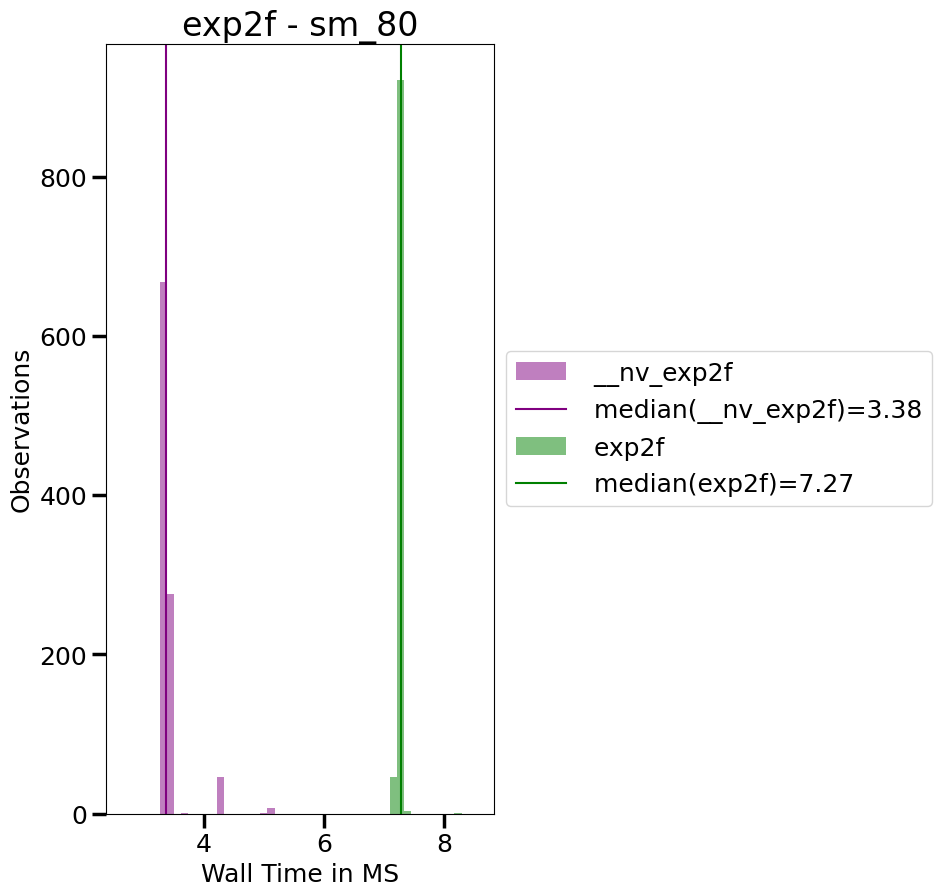 exp2f - sm_80
Observations
800
600
400
200
0
4 6 8
Wall Time in MS
__nv_exp2f
median(__nv_exp2f)=3.38
exp2f
median(exp2f)=7.27